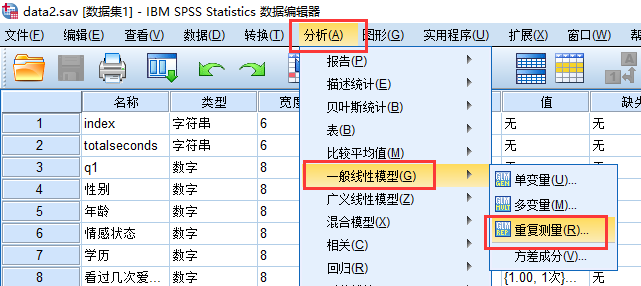 data2.sav [数据集1] - IBM SPSS Statistics 数据编辑器
文件(F) 编辑(E) 查看(V) 数据(D) 转换(T) 分析(A) 图形(G) 实用程序(U) 扩展(X) 窗口(W)
名称 类型 宽度 值 缺失
1 index 字符串 6 无 无
2 totalseconds 字符串 6 无 无
3 q1 数字 8 无 无
4 性别 数字 8
5 年龄 数字 8
6 情感状态 数字 8
7 学历 数字 8
8 看过几次爱... 数字 8 {1.00, 1次}... 无
报告(P)
描述统计(E)
贝叶斯统计(B)
表(B)
比较平均值(M)
一般线性模型(G)
广义线性模型(Z)
混合模型(X)
相关(C)
回归(R)
单变量(U)...
多变量(M)...
重复测量(R)...
方差成分(V)...